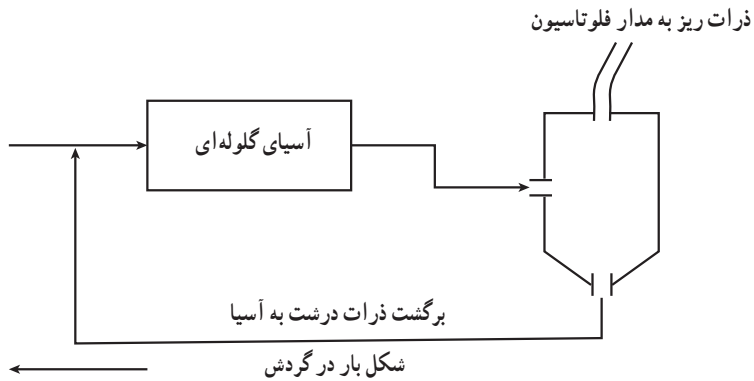 ذرات ریز به مدار فلوتاسیون
آسیای گلوله‌ای
برگشت ذرات درشت به آسیا
شکل بار در گردش